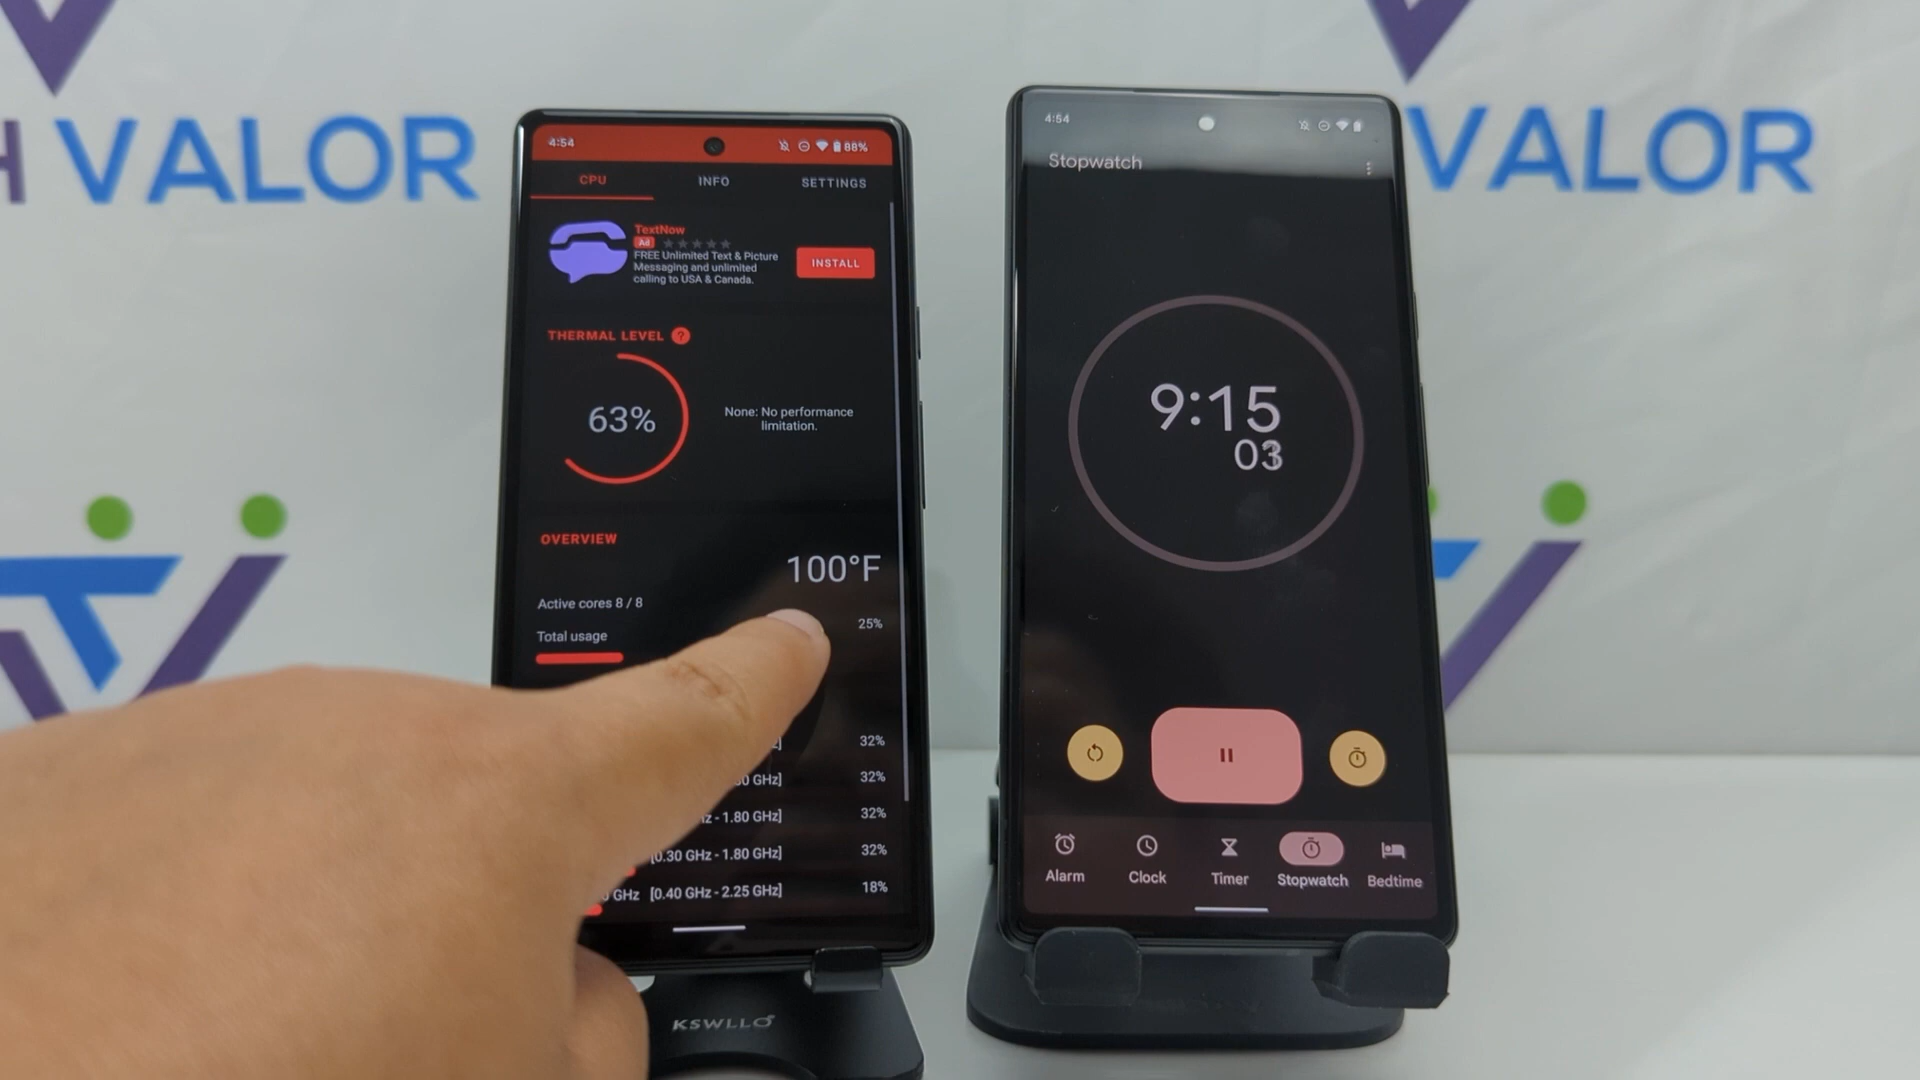 H VALOR
VALOR
4:54
88%
CPU
INFO
SETTINGS
TextNow
Ad
FREE Unlimited Text & Picture
Messaging and unlimited
calling to USA & Canada.
INSTALL
THERMAL LEVEL ?
63%
None: No performance
limitation.
OVERVIEW
100°F
Active cores 8 / 8
25%
Total usage
32%
GHz]
32%
- 1.80 GHz]
32%
[0.30 GHz - 1.80 GHz]
32%
GHz [0.40 GHz - 2.25 GHz]
18%
KSWLLO
4:54
Stopwatch
9:15
03
Alarm
Clock
Timer
Stopwatch
Bedtime